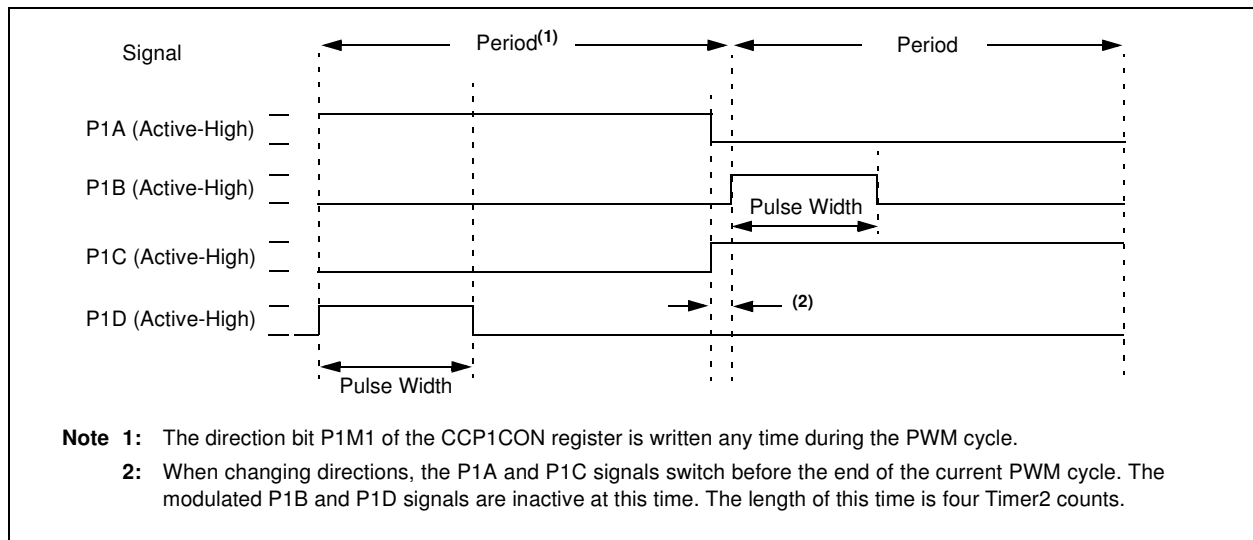 Signal
Period(1)
Period
P1A (Active-High)
P1B (Active-High)
Pulse Width
P1C (Active-High)
(2)
P1D (Active-High)
Pulse Width
Note 1: The direction bit P1M1 of the CCP1CON register is written any time during the PWM cycle.
2: When changing directions, the P1A and P1C signals switch before the end of the current PWM cycle. The
modulated P1B and P1D signals are inactive at this time. The length of this time is four Timer2 counts.